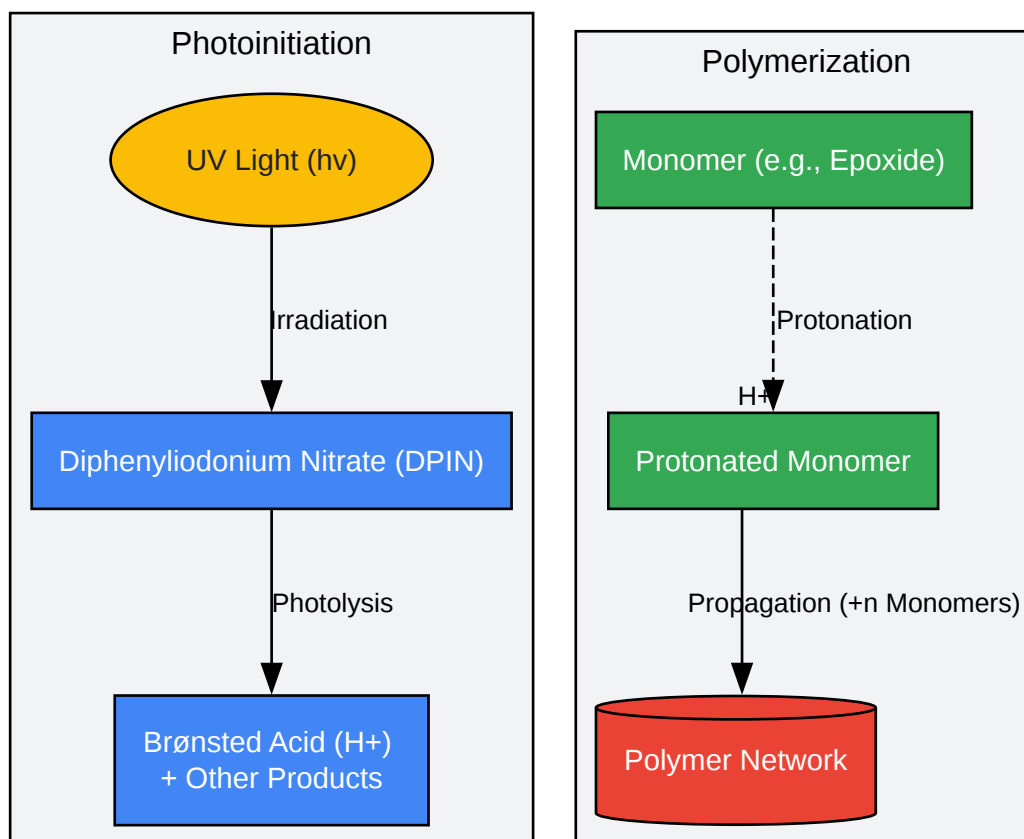 Photoinitiation
UV Light (hv)
Irradiation
Diphenyliodonium Nitrate (DPIN)
Photolysis
Brønsted Acid (H+)
+ Other Products
Polymerization
Monomer (e.g., Epoxide)
Protonation
H+
Protonated Monomer
Propagation (+n Monomers)
Polymer Network